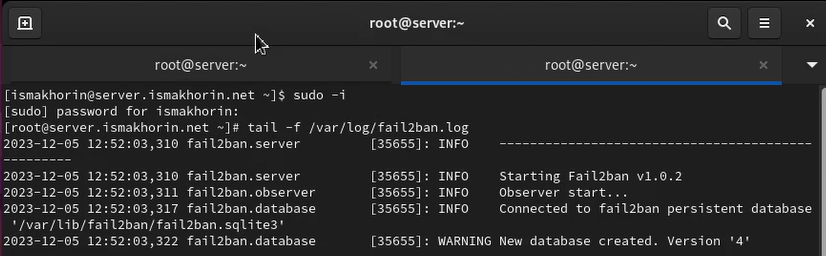 root@server:~
root@server:~ root@server:~
[ismakhorin@server.ismakhorin.net ~]$ sudo -i
[sudo] password for ismakhorin:
[root@server.ismakhorin.net ~]# tail -f /var/log/fail2ban.log
2023-12-05 12:52:03,310 fail2ban.server         [35655]: INFO    -----------------------------------------
---------
2023-12-05 12:52:03,310 fail2ban.server         [35655]: INFO    Starting Fail2ban v1.0.2
2023-12-05 12:52:03,311 fail2ban.observer       [35655]: INFO    Observer start...
2023-12-05 12:52:03,317 fail2ban.database       [35655]: INFO    Connected to fail2ban persistent database
 '/var/lib/fail2ban/fail2ban.sqlite3'
2023-12-05 12:52:03,322 fail2ban.database       [35655]: WARNING New database created. Version '4'